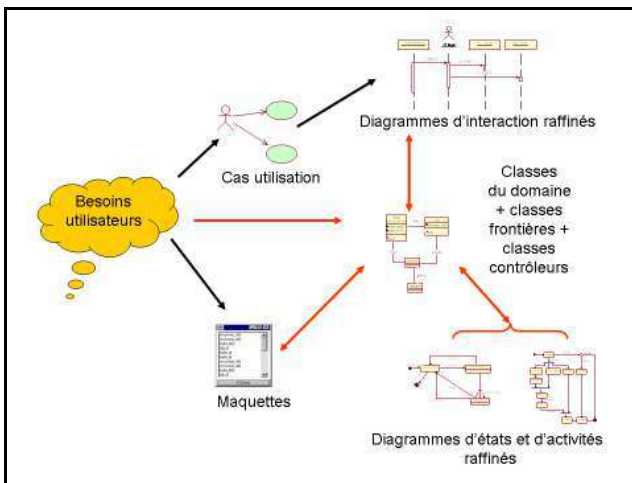 Diagrammes d'interaction raffinés
Cas utilisation
Besoins
utilisateurs
Classes
du domaine
+ classes
frontières +
classes
contrôleurs
Maquettes
Diagrammes d'états et d'activités
raffinés